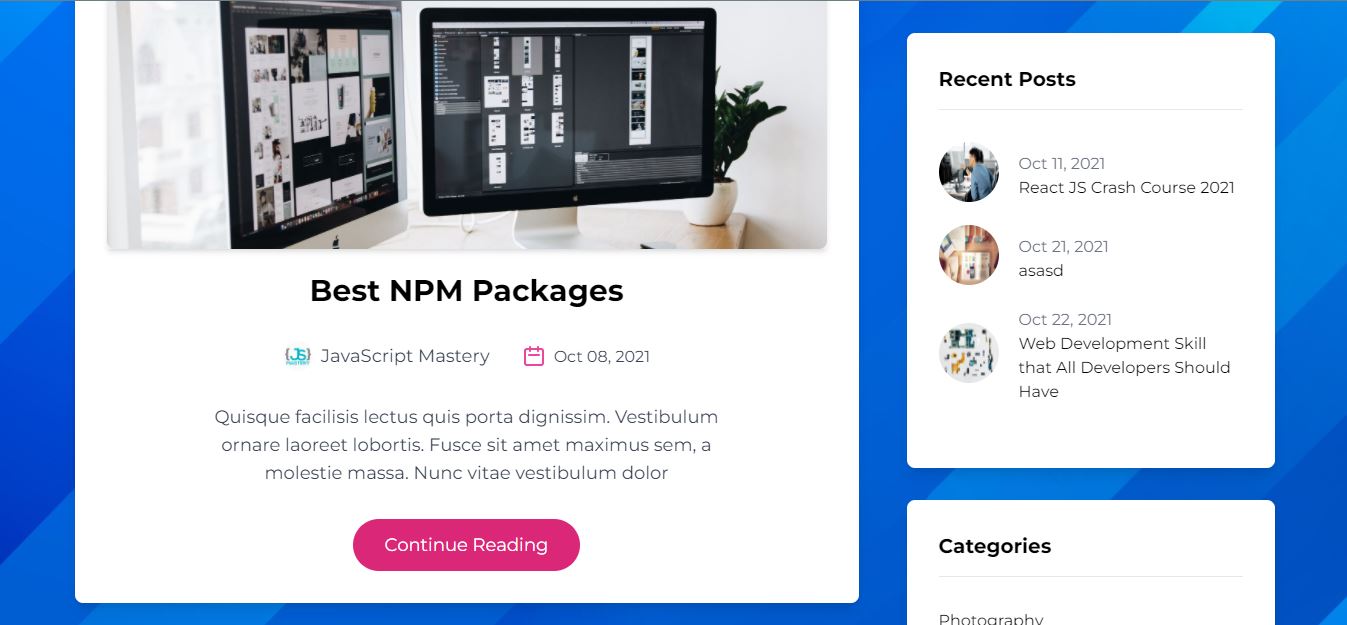 Best NPM Packages
JavaScript Mastery
Oct 08, 2021
Quisque facilisis lectus quis porta dignissim. Vestibulum
ornare laoreet lobortis. Fusce sit amet maximus sem, a
molestie massa. Nunc vitae vestibulum dolor
Continue Reading
Recent Posts
Oct 11, 2021
React JS Crash Course 2021
Oct 21, 2021
asasd
Oct 22, 2021
Web Development Skill
that All Developers Should
Have
Categories
Photography